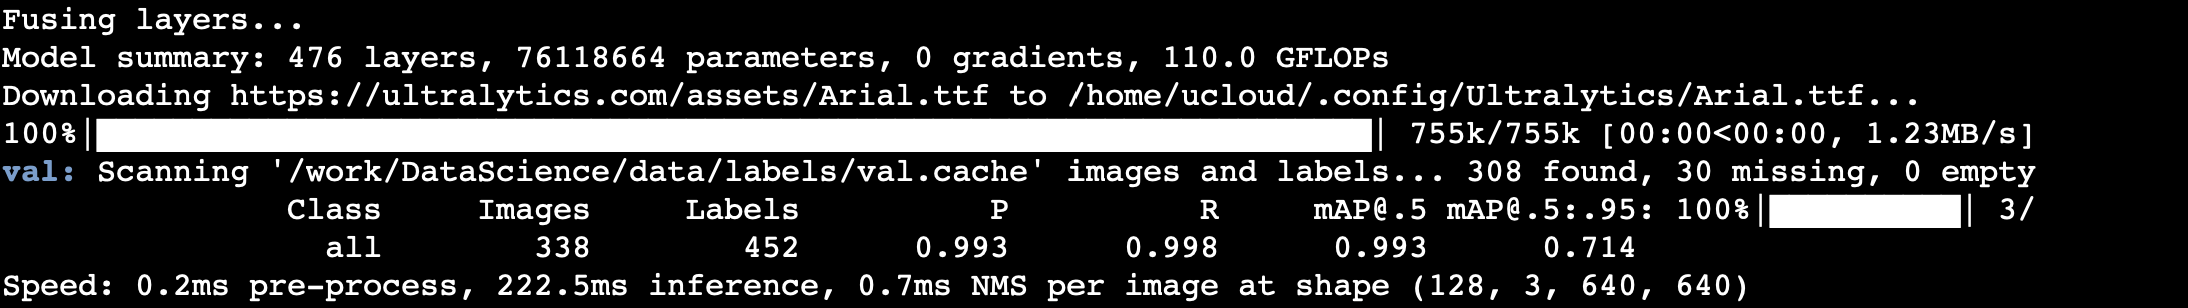 Fusing layers...
Model summary: 476 layers, 76118664 parameters, 0 gradients, 110.0 GFLOPs
Downloading https://ultralytics.com/assets/Arial.ttf to /home/ucloud/.config/Ultralytics/Arial.ttf...
100%|██████████| 755k/755k [00:00<00:00, 1.23MB/s]
val: Scanning '/work/DataScience/data/labels/val.cache' images and labels... 308 found, 30 missing, 0 empty
Class Images Labels P R mAP@.5 mAP@.5:.95: 100%|██████████| 3/
all 338 452 0.993 0.998 0.993 0.714
Speed: 0.2ms pre-process, 222.5ms inference, 0.7ms NMS per image at shape (128, 3, 640, 640)